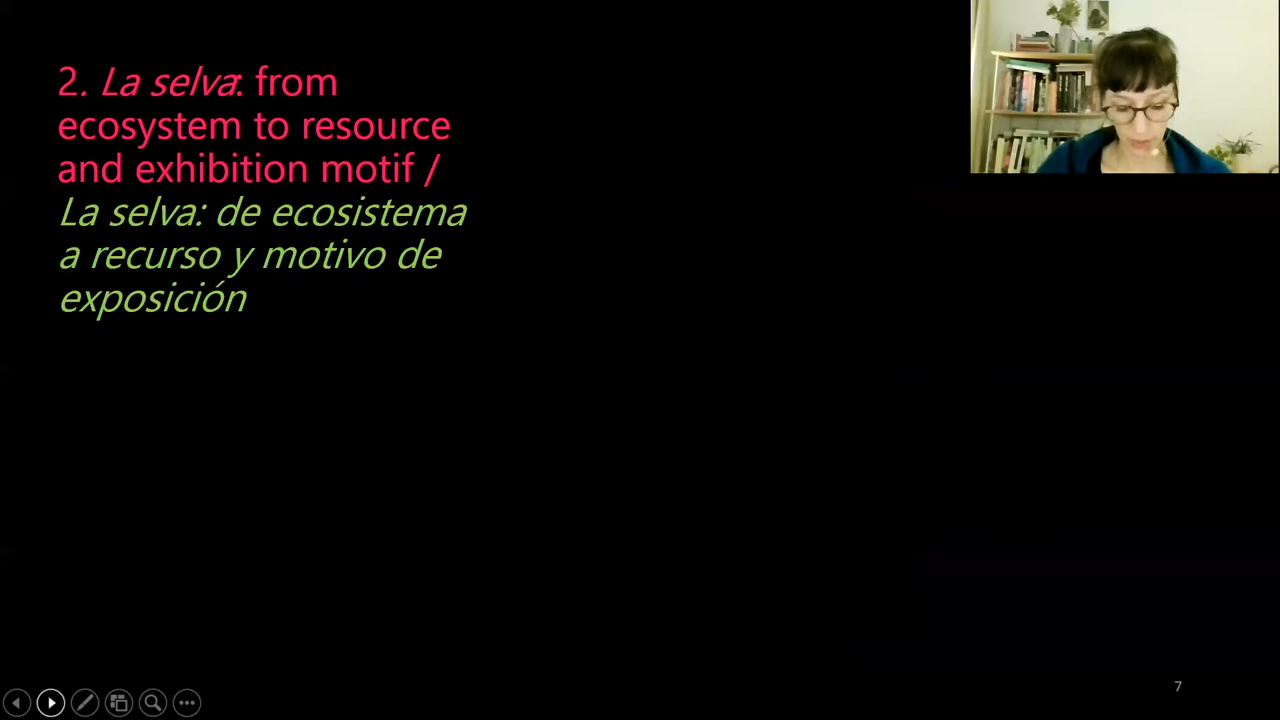 2. La selva: from
ecosystem to resource
and exhibition motif /
La selva: de ecosistema
a recurso y motivo de
exposición
7